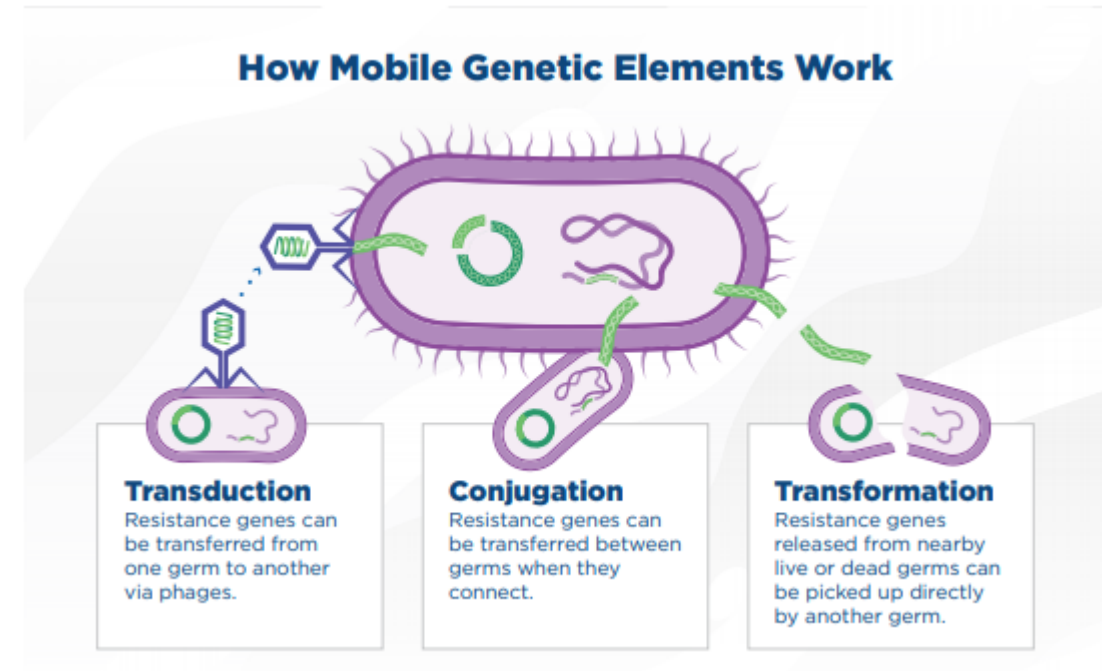 How Mobile Genetic Elements Work
Transduction
Resistance genes can
be transferred from
one germ to another
via phages.
Conjugation
Resistance genes can
be transferred between
germs when they
connect.
Transformation
Resistance genes
released from nearby
live or dead germs can
be picked up directly
by another germ.